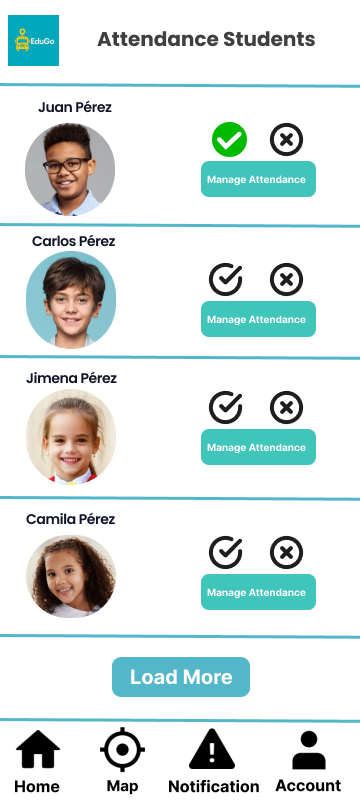 EduGo
Attendance Students
Juan Pérez
Manage Attendance
Carlos Pérez
Manage Attendance
Jimena Pérez
Manage Attendance
Camila Pérez
Manage Attendance
Load More
Home
Map
Notification
Account